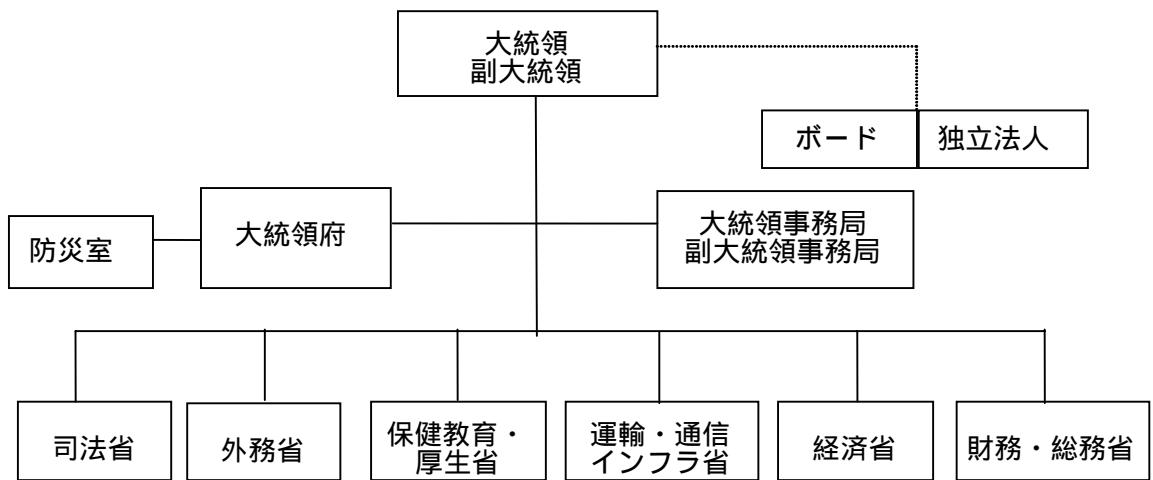 大統領
副大統領
ボード
独立法人
防災室
大統領府
大統領事務局
副大統領事務局
司法省
外務省
保健教育・
厚生省
運輸・通信
インフラ省
経済省
財務・総務省